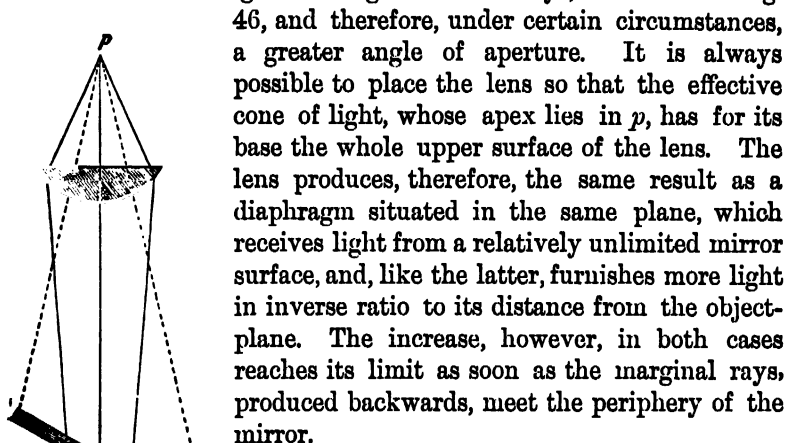 p
46, and therefore, under certain circumstances,
a greater angle of aperture. It is always
possible to place the lens so that the effective
cone of light, whose apex lies in p, has for its
base the whole upper surface of the lens. The
lens produces, therefore, the same result as a
diaphragm situated in the same plane, which
receives light from a relatively unlimited mirror
surface, and, like the latter, furnishes more light
in inverse ratio to its distance from the object-
plane. The increase, however, in both cases
reaches its limit as soon as the marginal rays,
produced backwards, meet the periphery of the
mirror.